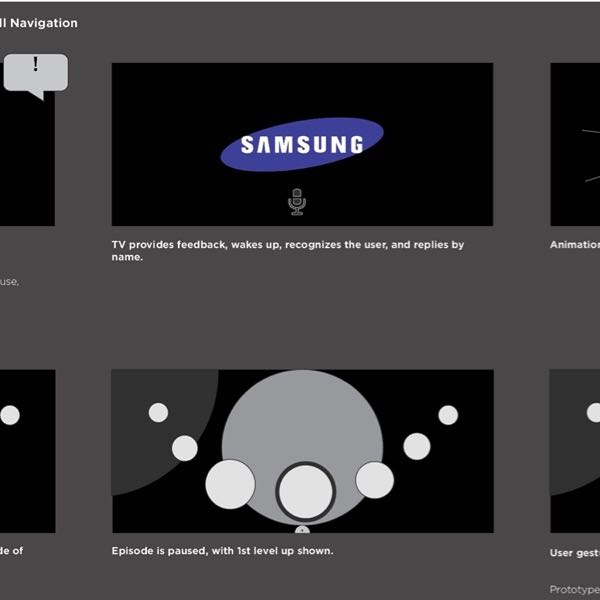 ll Navigation
!
SAMSUNG
TV provides feedback, wakes up, recognizes the user, and replies by
name.
Animation
use,
de of
Episode is paused, with 1st level up shown.
User gest
Prototype